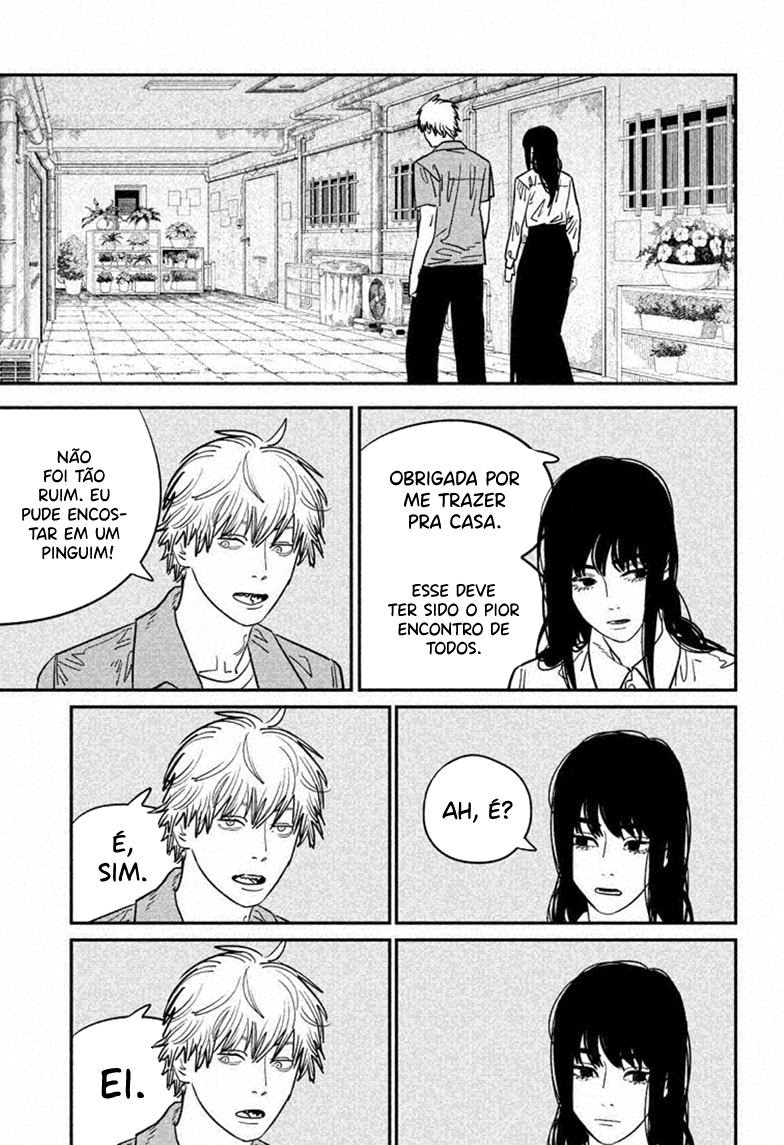 OBRIGADA POR
ME TRAZER
PRA CASA.
ESSE DEVE
TER SIDO O PIOR
ENCONTRO DE
TODOS.
NÃO
FOI TÃO
RUIM. EU
PUDE ENCOS-
TAR EM UM
PINGUIM!
AH, É?
É,
SIM.
EI.